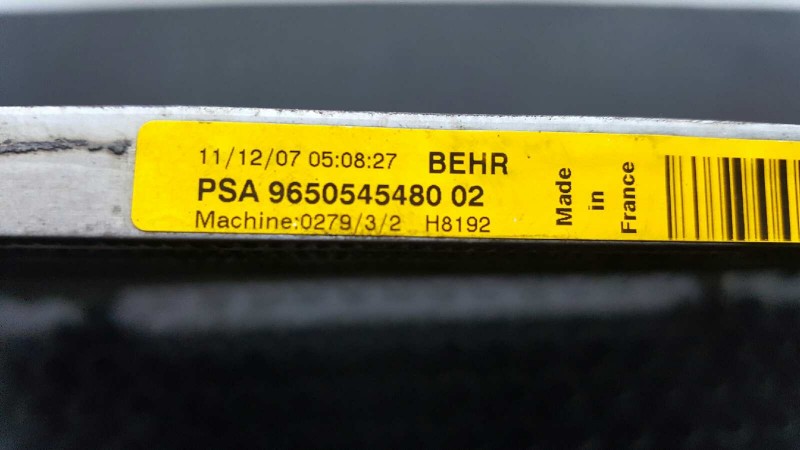 11/12/07 05:08:27 BEHR
PSA 9650545480 02
Machine:0279/3/2 H8192
Made
in
France